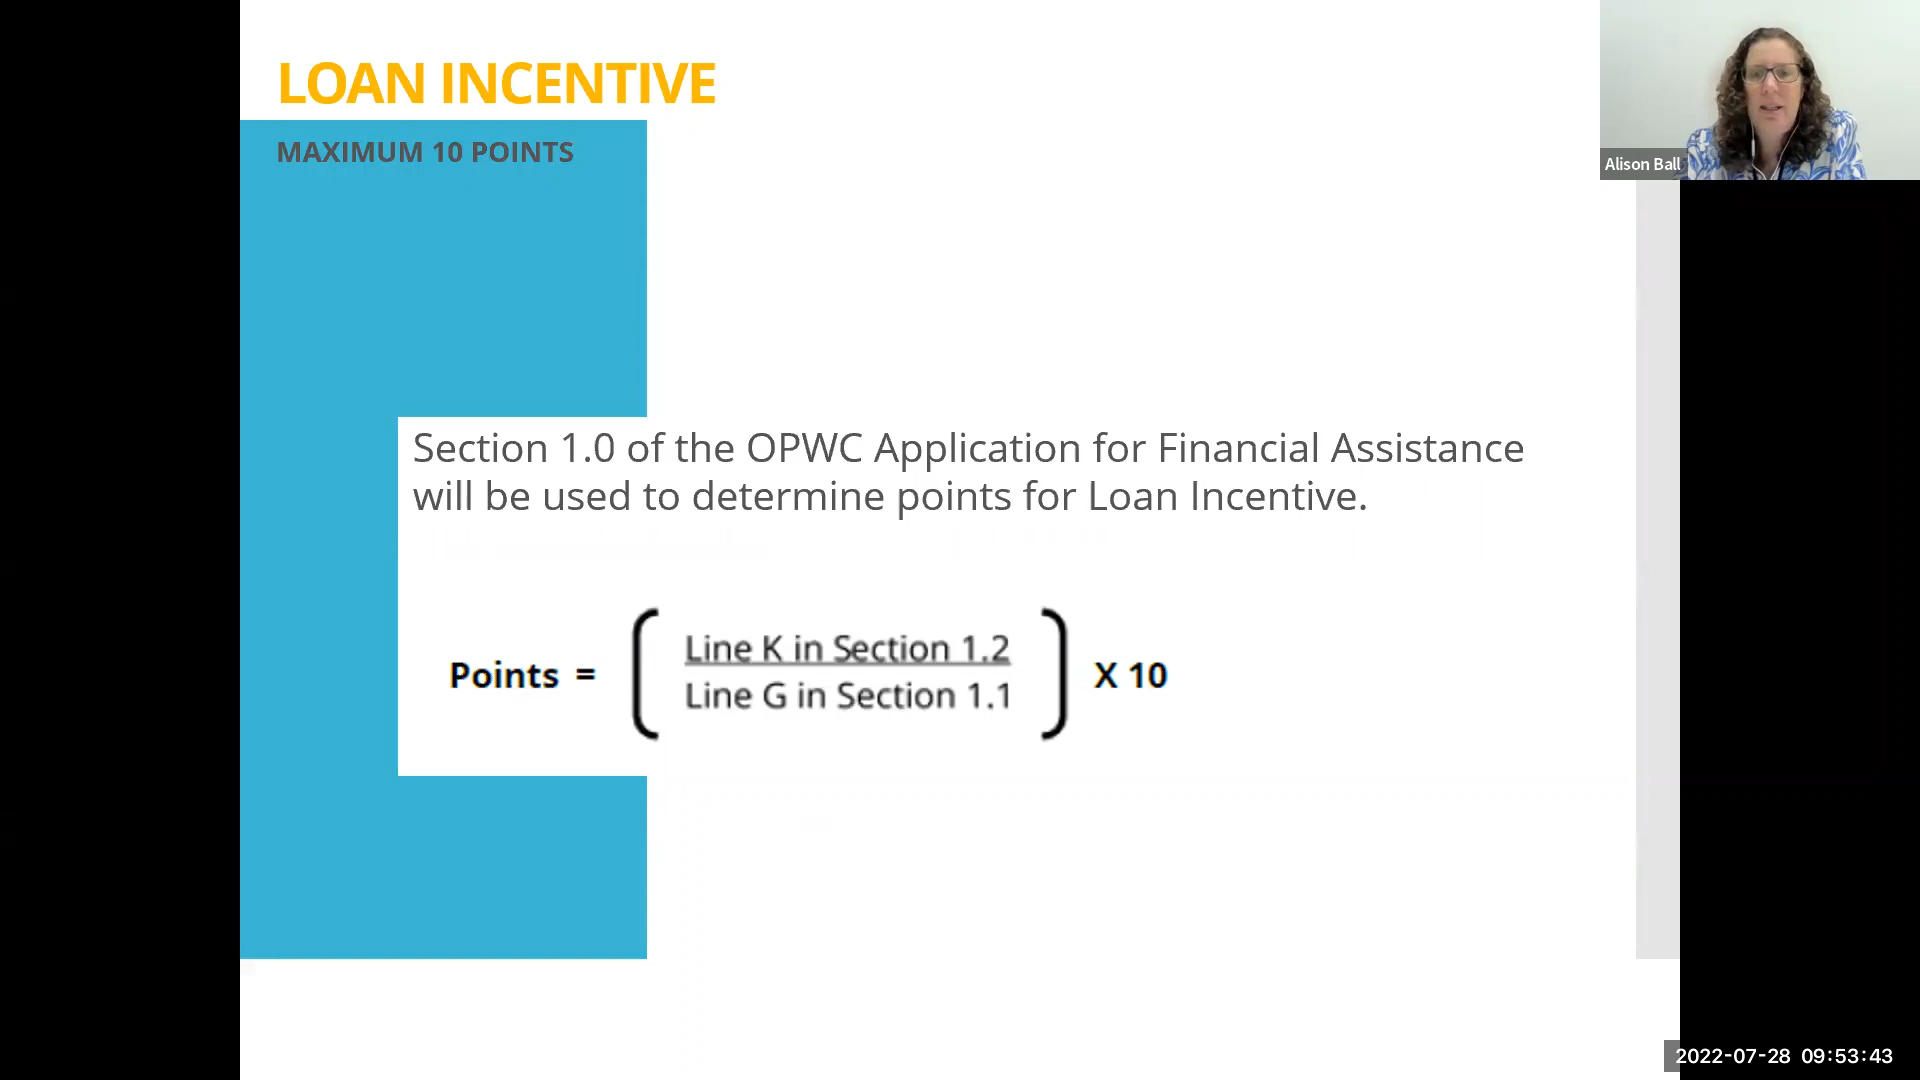 LOAN INCENTIVE
MAXIMUM 10 POINTS
Alison Ball
Section 1.0 of the OPWC Application for Financial Assistance
will be used to determine points for Loan Incentive.
Line K in Section 1.2
Points =
X 10
Line G in Section 1.1
2022-07-28 09:53:43